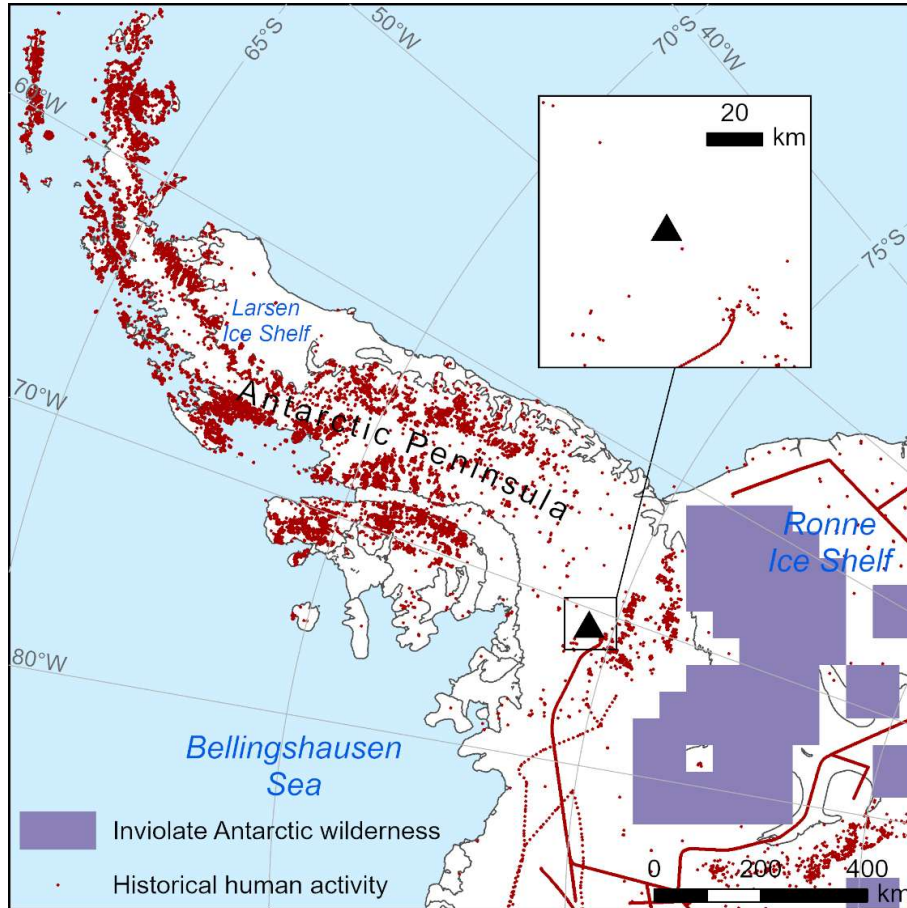 50°W
70°S
40°W
65°S
60°W
20
km
75°S
Larsen
Ice Shelf
70°W
Antarctic Peninsula
Ronne
Ice Shelf
80°W
Bellingshausen
Sea
Inviolate Antarctic wilderness
Historical human activity
0 200 400
km